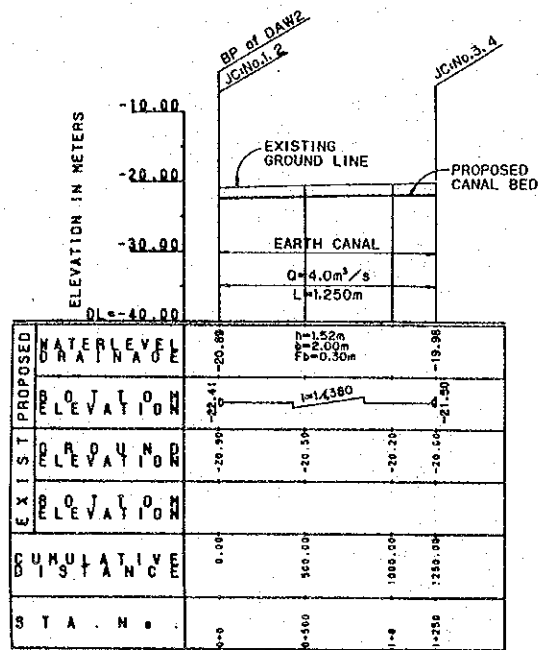 BP of DAW2
JC:No.1, 2
JC:No.3, 4
ELEVATION IN METERS
-10.00
-20.00
-30.00
DL=-40.00
EXISTING
GROUND LINE
PROPOSED
CANAL BED
EARTH CANAL
Q=4.0m³/s
L=1.250m
PROPOSED
WATERLEVEL
DRAINAGE
-20.89
h=1.52m
b=2.00m
Fb=0.30m
-19.98
BOTTOM
ELEVATION
-22.41
-21.50
EXIST
GROUND
ELEVATION
-20.90
-20.50
-20.20
BOTTOM
ELEVATION
CUMULATIVE
DISTANCE
0.00
500.00
1000.00
1250.00
STA. No.
0+0
0+500
1+0
1+250